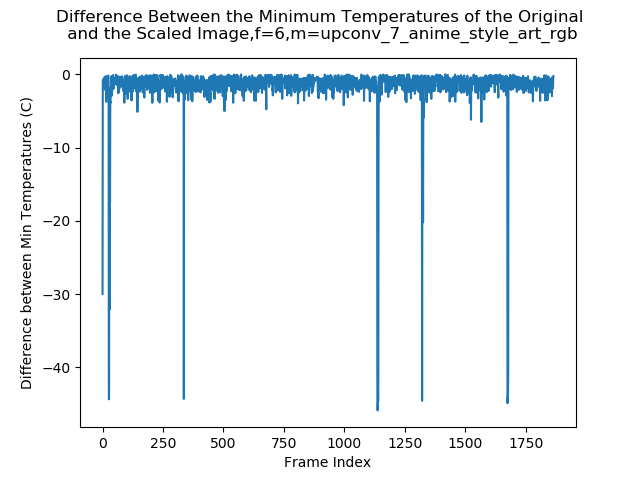 Difference Between the Minimum Temperatures of the Original
and the Scaled Image,f=6,m=upconv_7_anime_style_art_rgb
0
−10
−20
−30
−40
Difference between Min Temperatures (C)
0 250 500 750 1000 1250 1500 1750
Frame Index